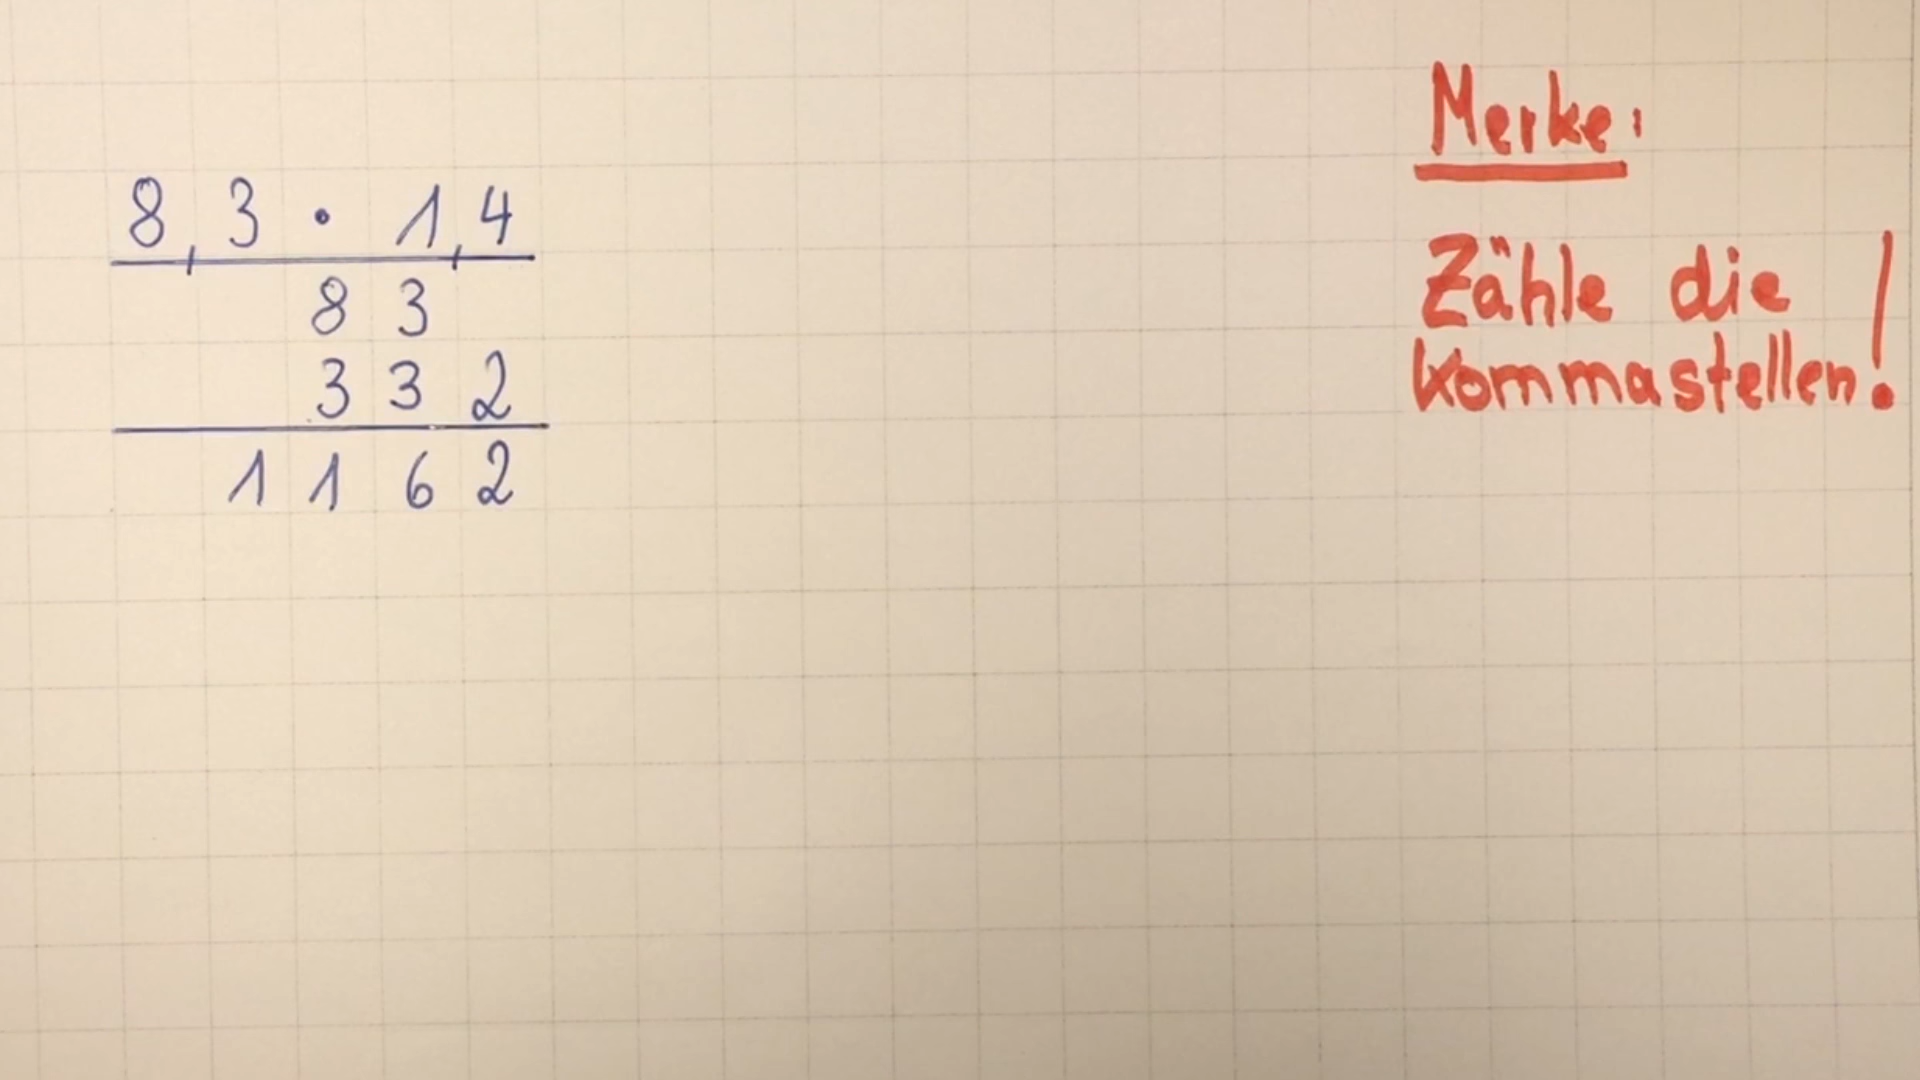 8,3 · 1,4
83
332
1162
Merke:
Zähle die
Kommastellen!